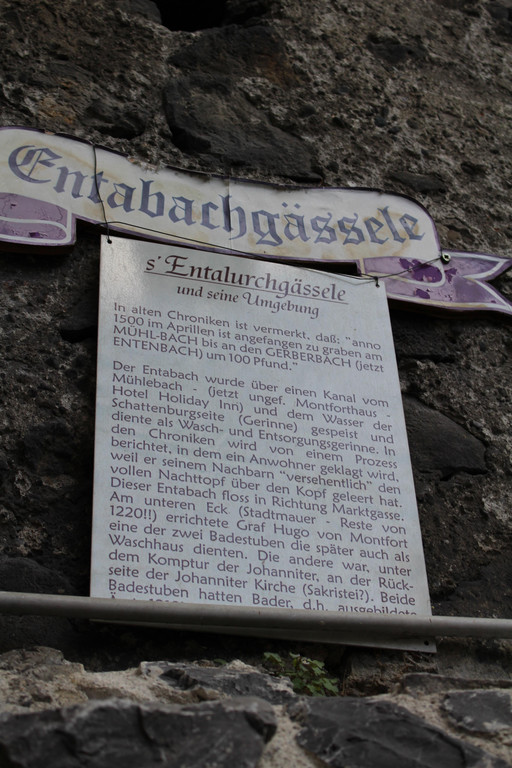 Entabachgässele
s'Entalurchgässele
und seine Umgebung
In alten Chroniken ist vermerkt, daß: "anno
1500 im Aprillen ist angefangen zu graben am
MÜHL-BACH bis an den GERBERBACH (jetzt
ENTENBACH) um 100 Pfund."
Der Entabach wurde über einen Kanal vom
Mühlebach - (jetzt ungef. Montforthaus -
Hotel Holiday Inn) und dem Wasser der
Schattenburgseite (Gerinne) gespeist und
diente als Wasch- und Entsorgungsgerinne. In
den Chroniken wird von einem Prozess
berichtet, in dem ein Anwohner geklagt wird,
weil er seinem Nachbarn "versehentlich" den
vollen Nachttopf über den Kopf geleert hat.
Dieser Entabach floss in Richtung Marktgasse.
Am unteren Eck (Stadtmauer - Reste von
1220!!) errichtete Graf Hugo von Montfort
eine der zwei Badestuben die später auch als
Waschhaus dienten. Die andere war, unter
dem Komptur der Johanniter, an der Rück-
seite der Johanniter Kirche (Sakristei?). Beide
Badestuben hatten Bader, d.h. ausgebildete